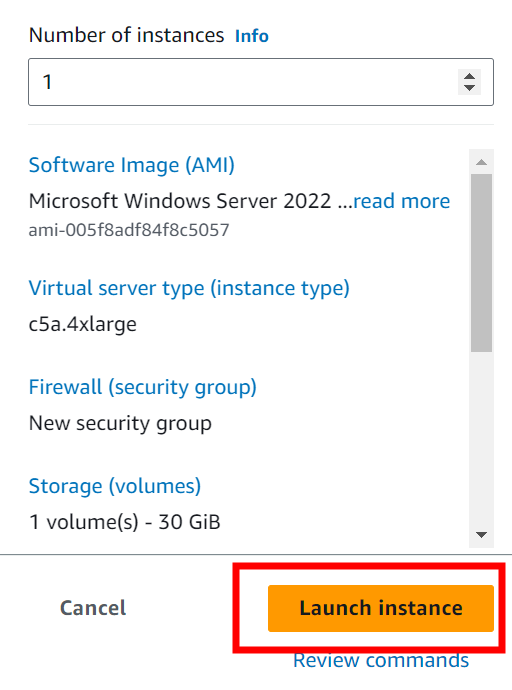 Number of instances Info
1
Software Image (AMI)
Microsoft Windows Server 2022 ...read more
ami-005f8adf84f8c5057
Virtual server type (instance type)
c5a.4xlarge
Firewall (security group)
New security group
Storage (volumes)
1 volume(s) - 30 GiB
Cancel Launch instance
Review commands